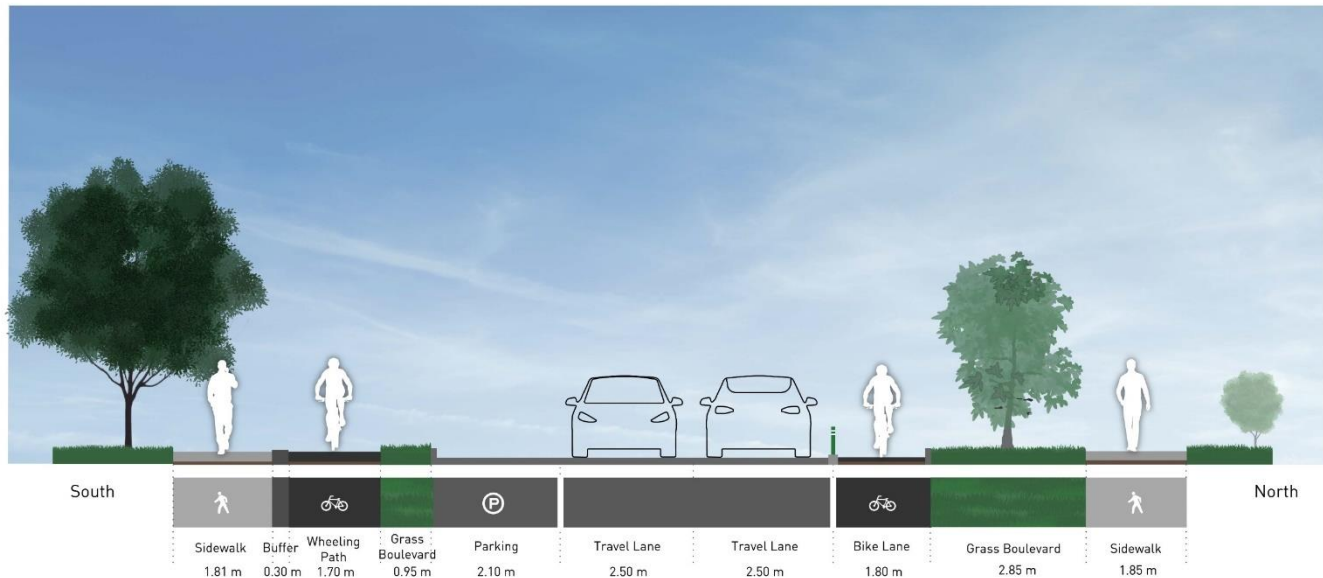 South
North
P
Sidewalk
1.81 m
Buffer
0.30 m
Wheeling
Path
1.70 m
Grass
Boulevard
0.95 m
Parking
2.10 m
Travel Lane
2.50 m
Travel Lane
2.50 m
Bike Lane
1.80 m
Grass Boulevard
2.85 m
Sidewalk
1.85 m